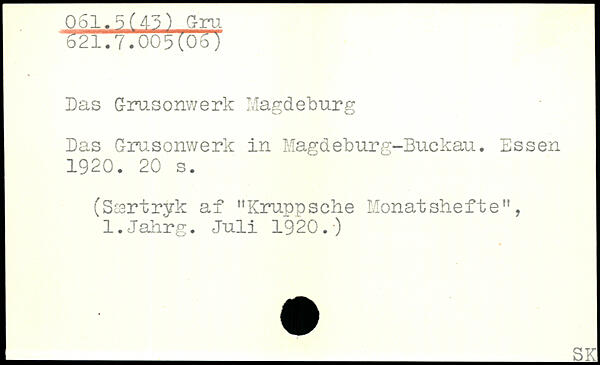 061.5(43) Gru
621.7.005(06)
Das Grusonwerk Magdeburg
Das Grusonwerk in Magdeburg-Buckau. Essen
1920. 20 s.
(Særtryk af "Kruppsche Monatshefte",
1.Jahrg. Juli 1920.)
SK